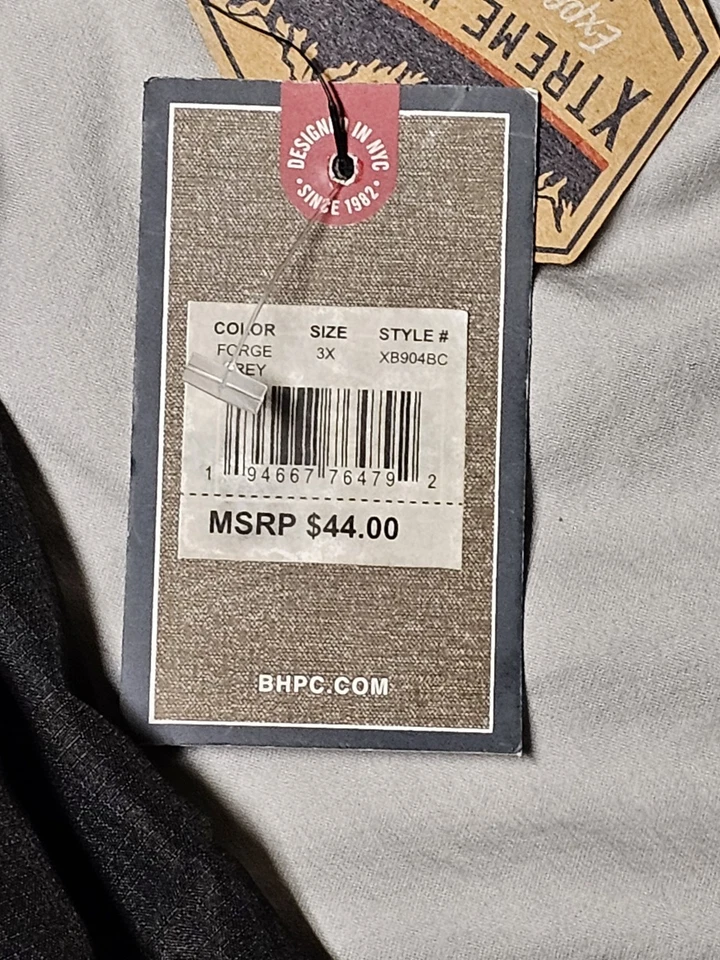 XTREME
DESIGNED IN NYC
• SINCE 1982 •
COLOR SIZE STYLE #
FORGE 3X XB904BC
1 94667 76479 2
MSRP $44.00
BHPC.COM